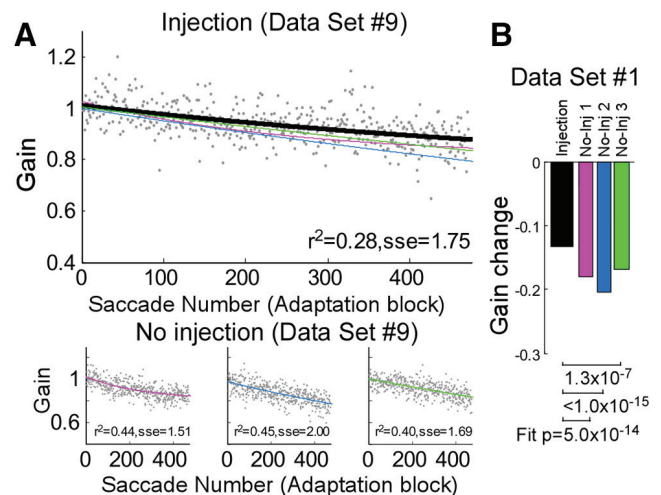 A
Injection (Data Set #9)
1.2
1
0.8
0.6
0.4
Gain
r²=0.28,sse=1.75
0 100 200 300 400
Saccade Number (Adaptation block)
No injection (Data Set #9)
Gain
1
0.6
r²=0.44,sse=1.51
r²=0.45,sse=2.00
r²=0.40,sse=1.69
0 200 400
0 200 400
0 200 400
Saccade Number (Adaptation block)
B
Data Set #1
Injection
No-Inj 1
No-Inj 2
No-Inj 3
0
-0.1
-0.2
-0.3
Gain change
1.3x10-7
<1.0x10-15
Fit p=5.0x10-14